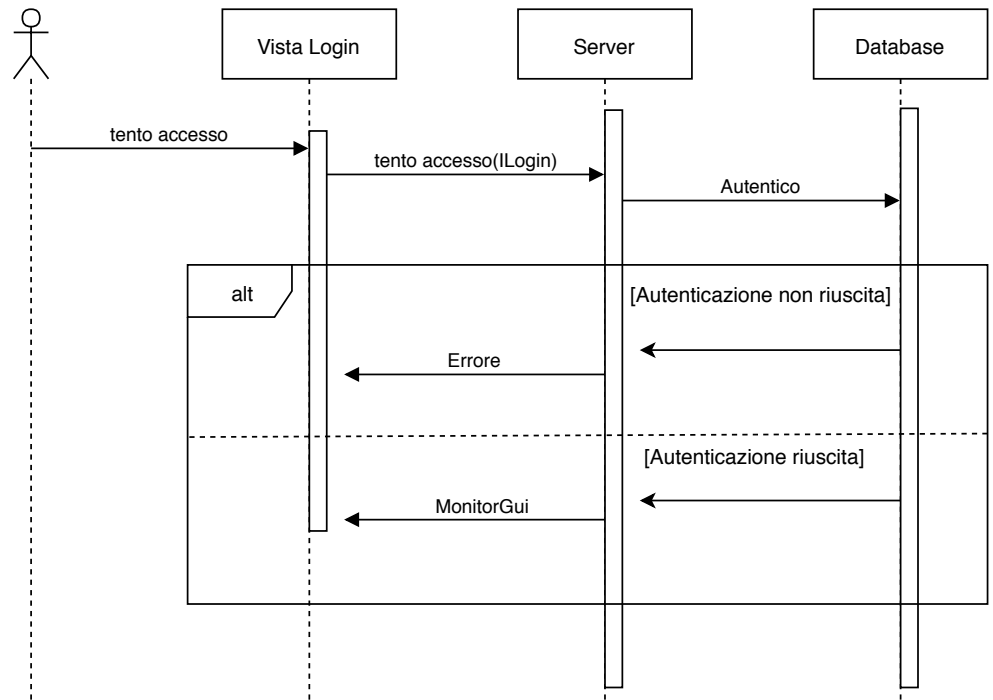 Vista Login
Server
Database
tento accesso
tento accesso(ILogin)
Autentico
alt
[Autenticazione non riuscita]
Errore
[Autenticazione riuscita]
MonitorGui